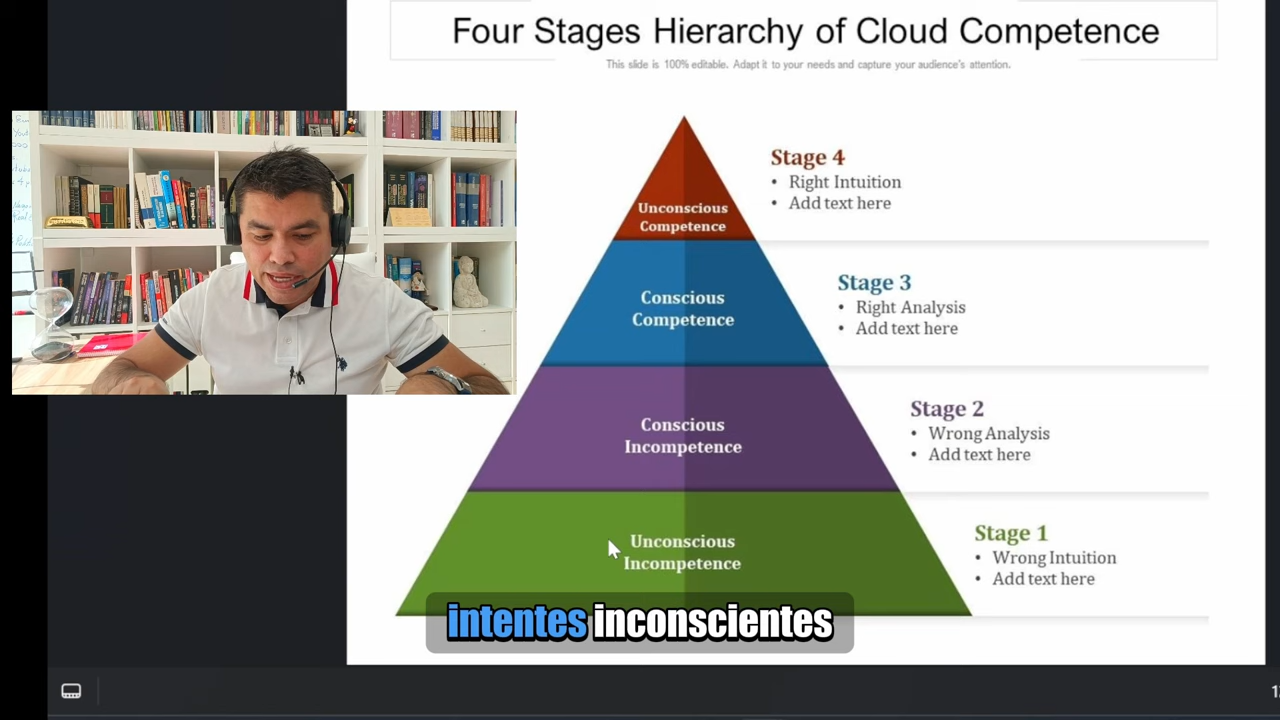 Four Stages Hierarchy of Cloud Competence
This slide is 100% editable. Adapt it to your needs and capture your audience's attention.
Stage 4
• Right Intuition
• Add text here
Unconscious
Competence
Stage 3
• Right Analysis
• Add text here
Conscious
Competence
Stage 2
• Wrong Analysis
• Add text here
Conscious
Incompetence
Stage 1
• Wrong Intuition
• Add text here
Unconscious
Incompetence
intentes inconscientes